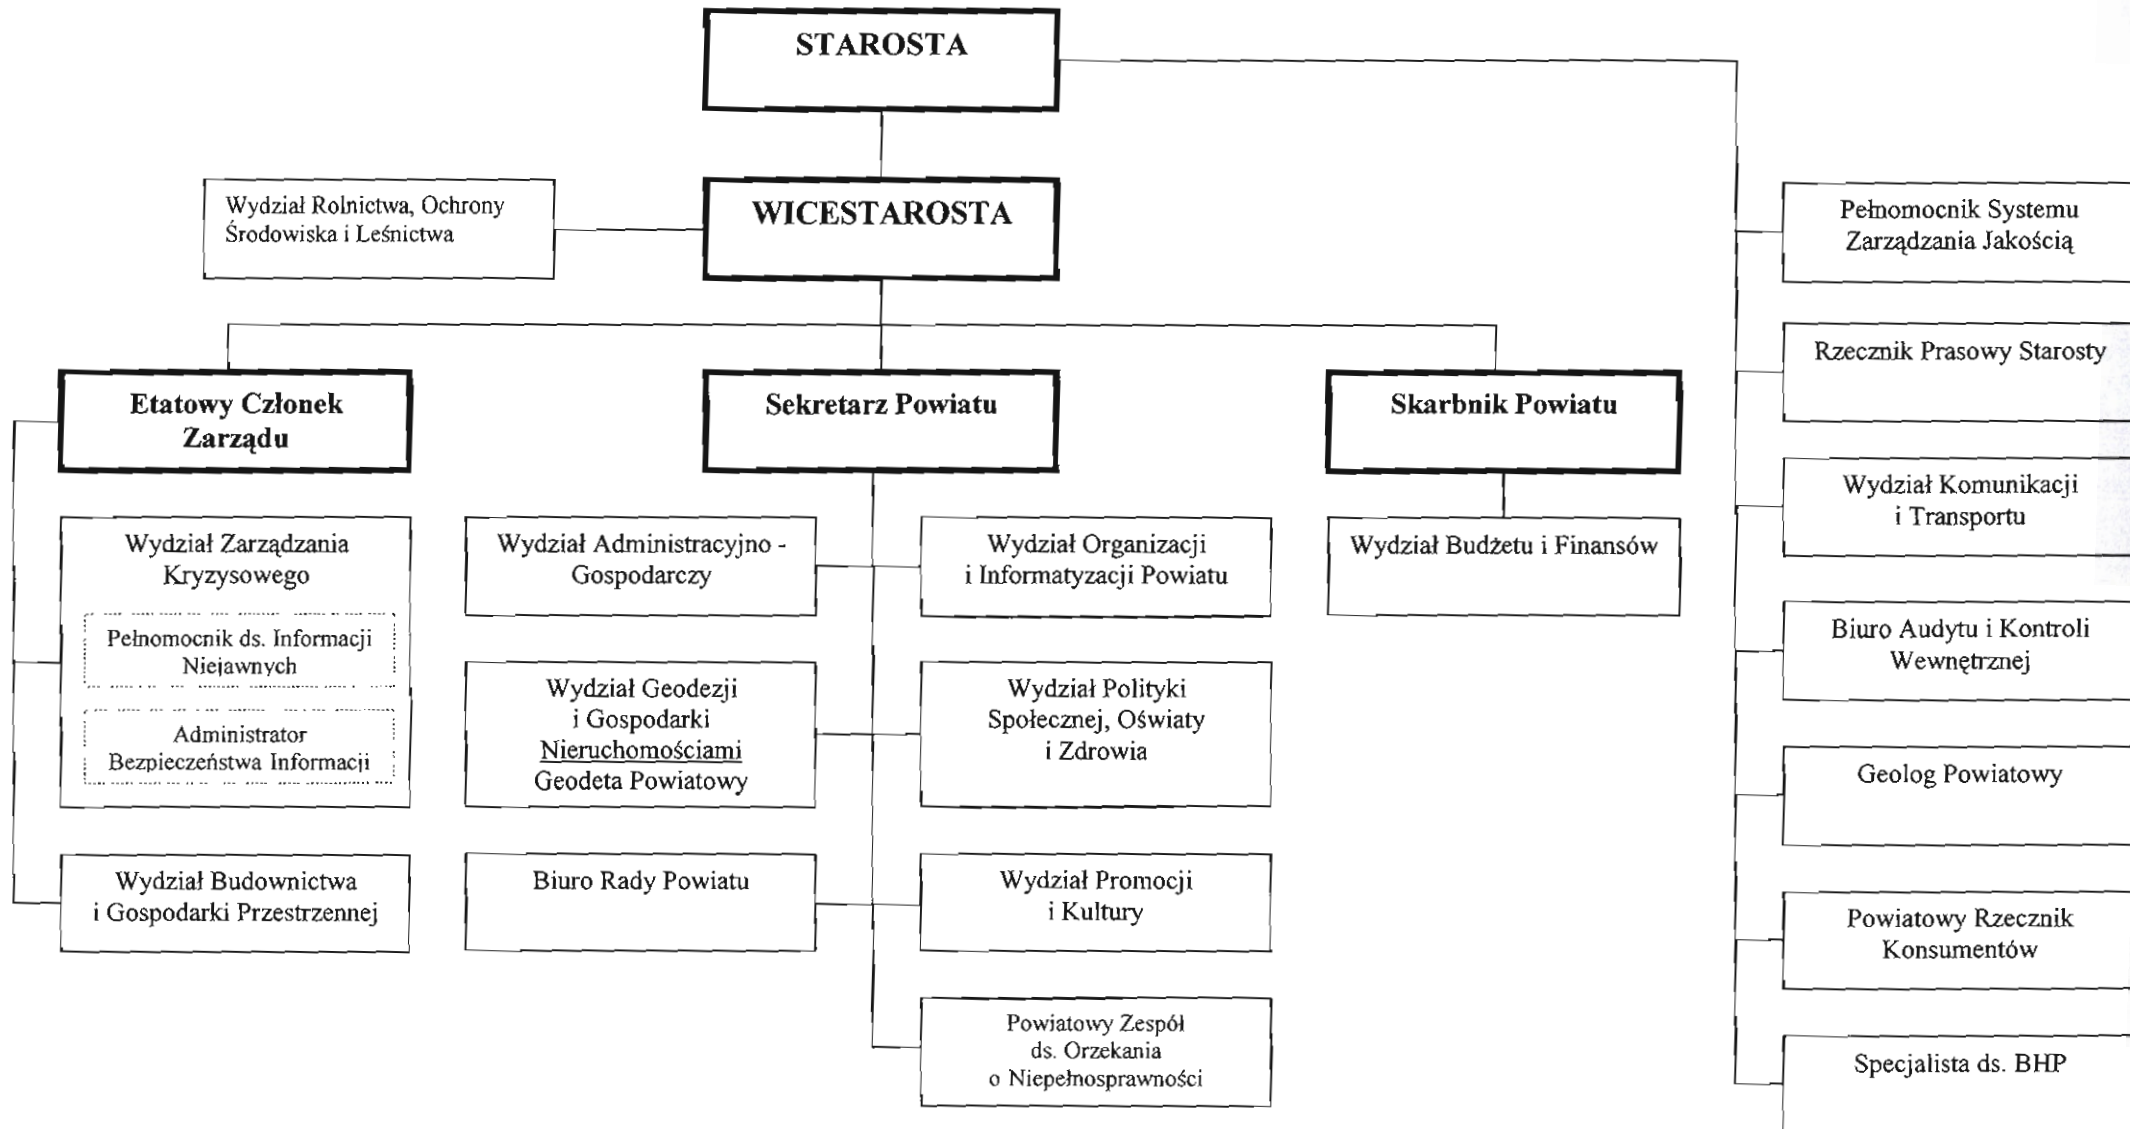 STAROSTA
Wydział Rolnictwa, Ochrony
Środowiska i Leśnictwa
WICESTAROSTA
Pełnomocnik Systemu
Zarządzania Jakością
Rzecznik Prasowy Starosty
Etatowy Członek
Zarządu
Sekretarz Powiatu
Skarbnik Powiatu
Wydział Komunikacji
i Transportu
Wydział Zarządzania
Kryzysowego
Pełnomocnik ds. Informacji
Niejawnych
Administrator
Bezpieczeństwa Informacji
Wydział Administracyjno -
Gospodarczy
Wydział Organizacji
i Informatyzacji Powiatu
Wydział Budżetu i Finansów
Biuro Audytu i Kontroli
Wewnętrznej
Wydział Geodezji
i Gospodarki
Nieruchomościami
Geodeta Powiatowy
Wydział Polityki
Społecznej, Oświaty
i Zdrowia
Geolog Powiatowy
Wydział Budownictwa
i Gospodarki Przestrzennej
Biuro Rady Powiatu
Wydział Promocji
i Kultury
Powiatowy Rzecznik
Konsumentów
Powiatowy Zespół
ds. Orzekania
o Niepełnosprawności
Specjalista ds. BHP